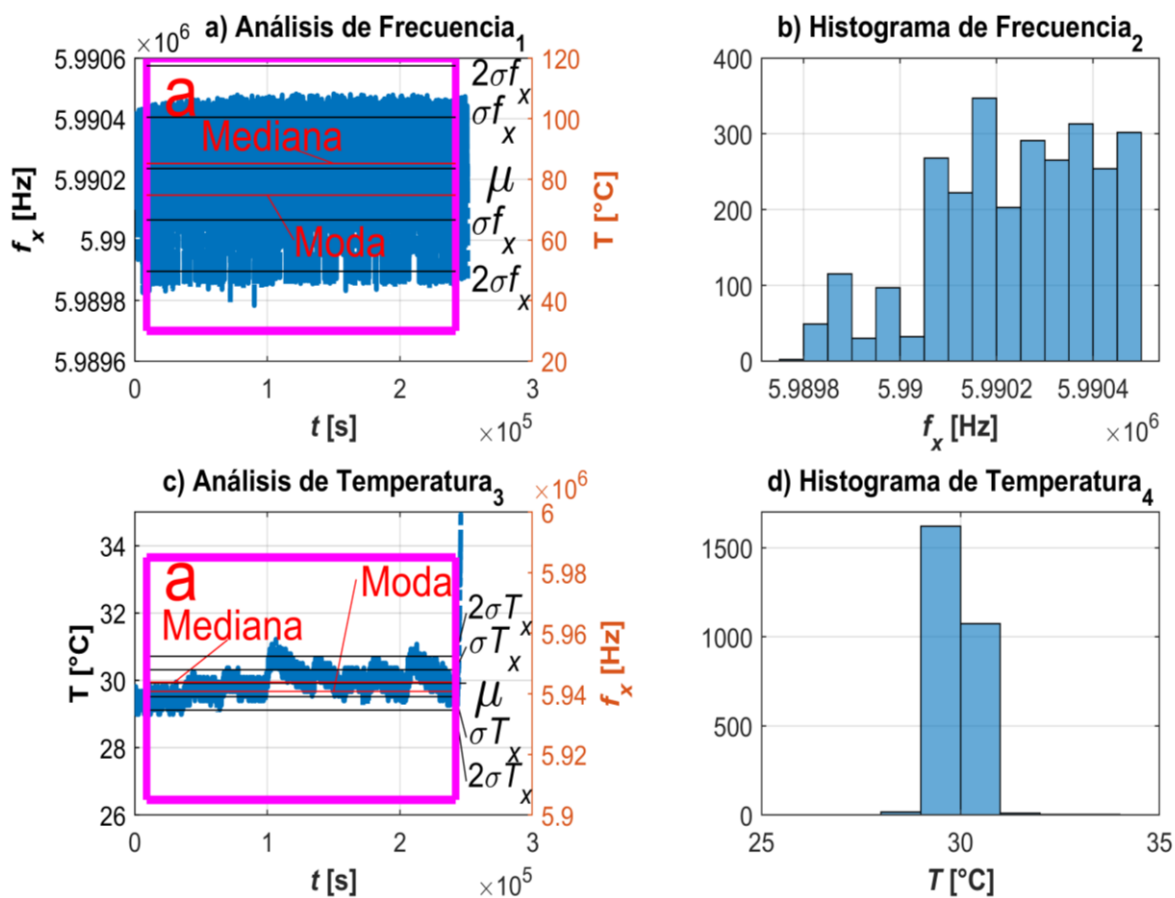 a) Análisis de Frecuencia1
×10^6
5.9906
5.9904
5.9902
5.99
5.9898
5.9896
f_x [Hz]
a
Mediana
Moda
2σf_x
σf_x
μ
σf_x
2σf_x
120
100
80
60
40
20
T [°C]
0 1 2 3
t [s]
×10^5
b) Histograma de Frecuencia2
400
300
200
100
0
5.9898 5.99 5.9902 5.9904
f_x [Hz]
×10^6
c) Análisis de Temperatura3
×10^6
34
32
30
28
26
T [°C]
a
Moda
Mediana
2σT_x
σT_x
μ
σT_x
2σT_x
6
5.98
5.96
5.94
5.92
5.9
f_x [Hz]
0 1 2 3
t [s]
×10^5
d) Histograma de Temperatura4
1500
1000
500
0
25 30 35
T [°C]